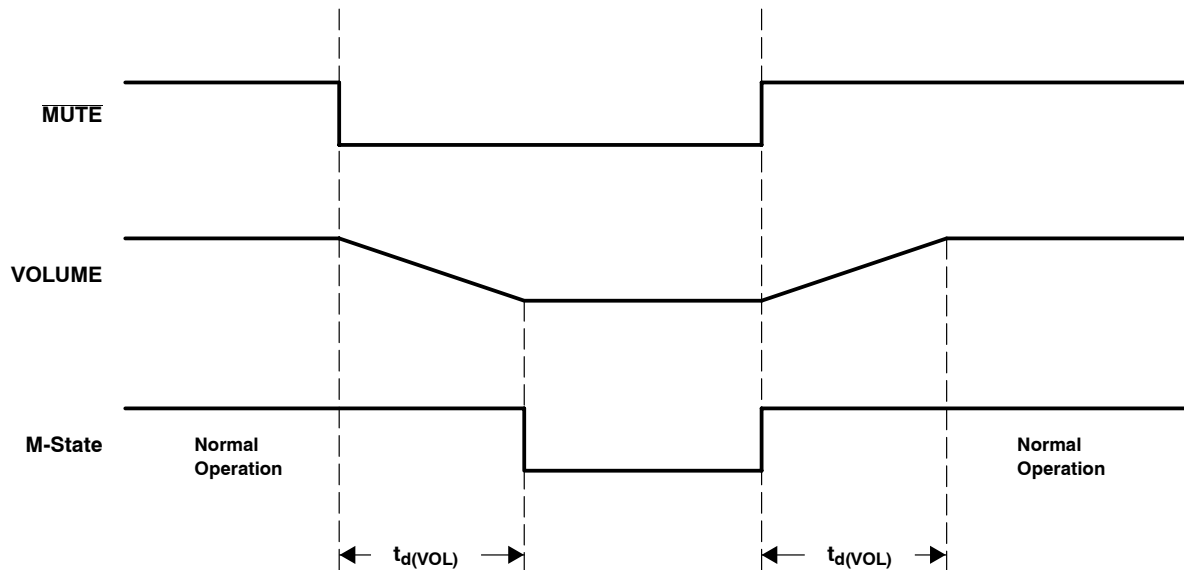 MUTE
VOLUME
M-State
Normal
Operation
Normal
Operation
td(VOL)
td(VOL)